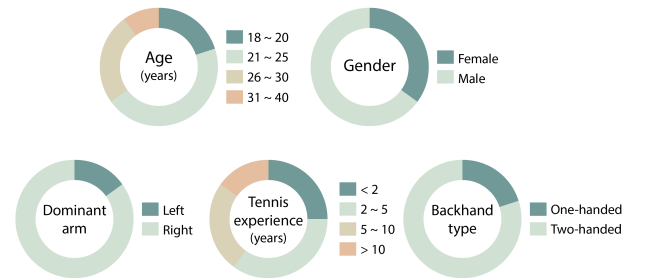 Age
(years)
18 ~ 20
21 ~ 25
26 ~ 30
31 ~ 40
Gender
Female
Male
Dominant
arm
Left
Right
Tennis
experience
(years)
< 2
2 ~ 5
5 ~ 10
> 10
Backhand
type
One-handed
Two-handed